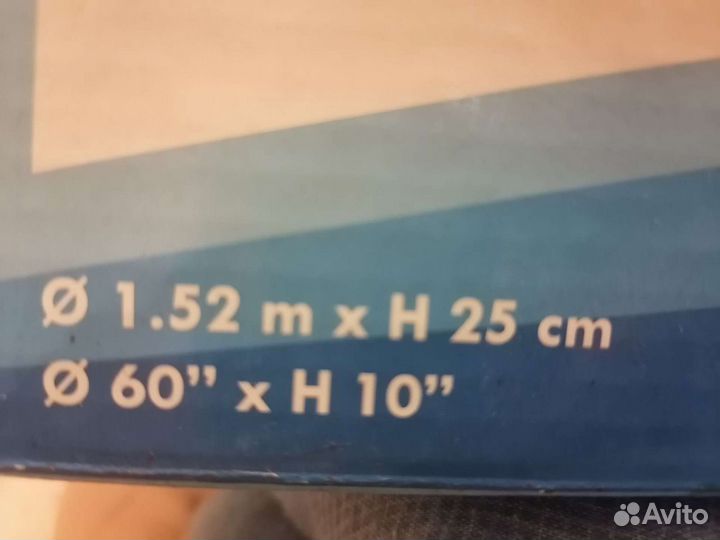 Ø 1.52 m x H 25 cm
Ø 60” x H 10”
Avito